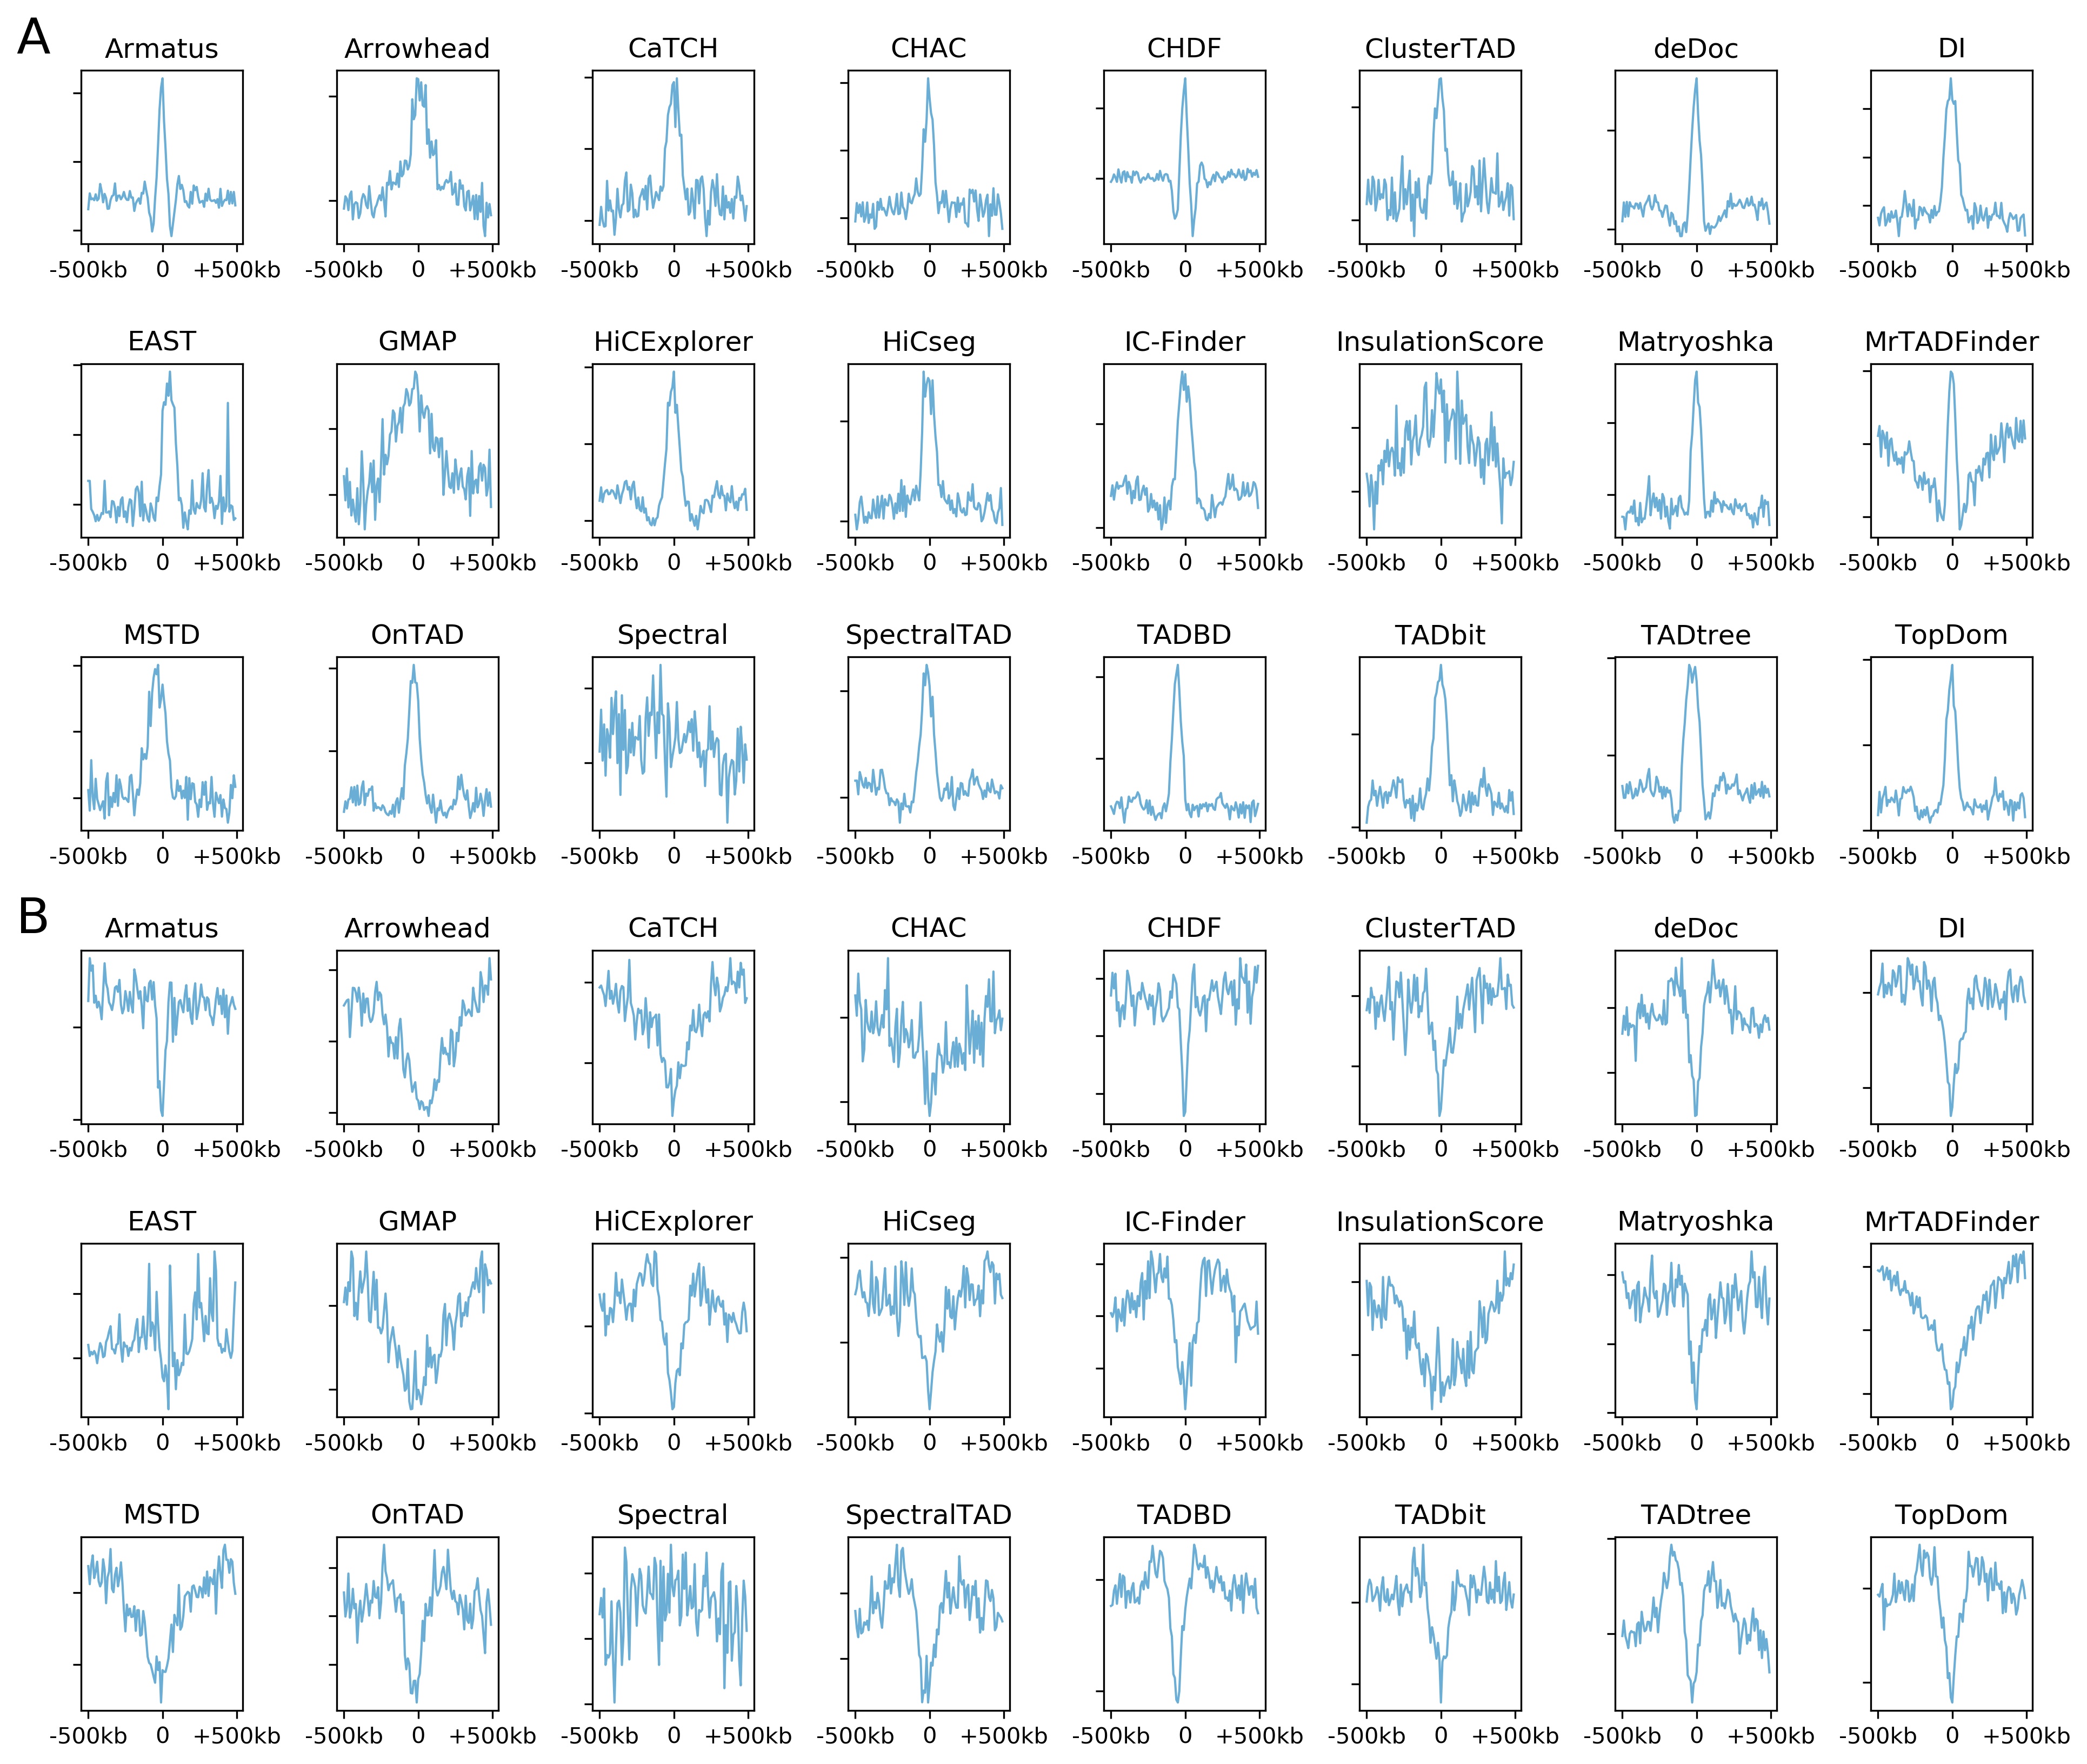 A
Armatus Arrowhead CaTCH CHAC CHDF ClusterTAD deDoc DI
-500kb 0 +500kb -500kb 0 +500kb -500kb 0 +500kb -500kb 0 +500kb -500kb 0 +500kb -500kb 0 +500kb -500kb 0 +500kb -500kb 0 +500kb
EAST GMAP HiCExplorer HiCseg IC-Finder InsulationScore Matryoshka MrTADFinder
-500kb 0 +500kb -500kb 0 +500kb -500kb 0 +500kb -500kb 0 +500kb -500kb 0 +500kb -500kb 0 +500kb -500kb 0 +500kb -500kb 0 +500kb
MSTD OnTAD Spectral SpectralTAD TADBD TADbit TADtree TopDom
-500kb 0 +500kb -500kb 0 +500kb -500kb 0 +500kb -500kb 0 +500kb -500kb 0 +500kb -500kb 0 +500kb -500kb 0 +500kb -500kb 0 +500kb
B
Armatus Arrowhead CaTCH CHAC CHDF ClusterTAD deDoc DI
-500kb 0 +500kb -500kb 0 +500kb -500kb 0 +500kb -500kb 0 +500kb -500kb 0 +500kb -500kb 0 +500kb -500kb 0 +500kb -500kb 0 +500kb
EAST GMAP HiCExplorer HiCseg IC-Finder InsulationScore Matryoshka MrTADFinder
-500kb 0 +500kb -500kb 0 +500kb -500kb 0 +500kb -500kb 0 +500kb -500kb 0 +500kb -500kb 0 +500kb -500kb 0 +500kb -500kb 0 +500kb
MSTD OnTAD Spectral SpectralTAD TADBD TADbit TADtree TopDom
-500kb 0 +500kb -500kb 0 +500kb -500kb 0 +500kb -500kb 0 +500kb -500kb 0 +500kb -500kb 0 +500kb -500kb 0 +500kb -500kb 0 +500kb